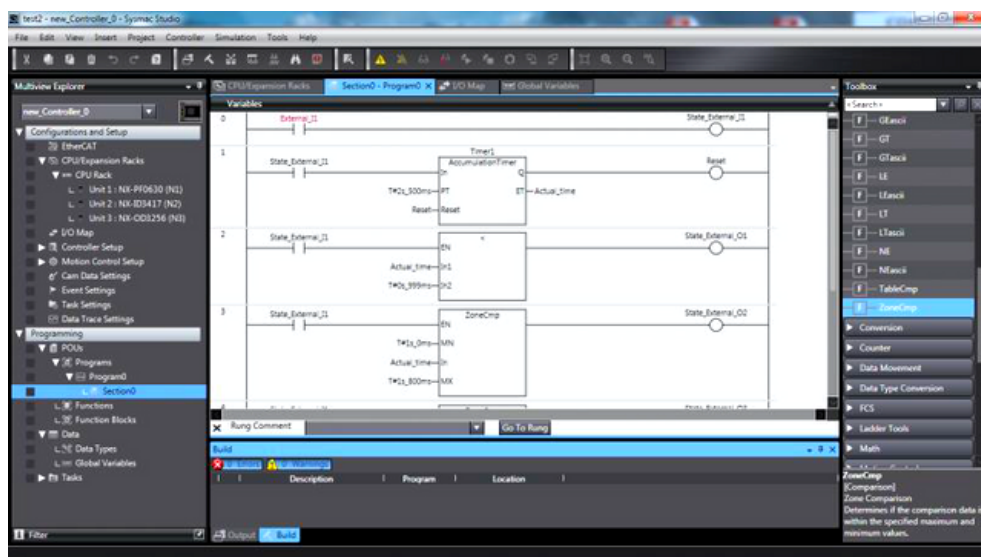 test2 - new_Controller_0 - Sysmac Studio
File Edit View Insert Project Controller Simulation Tools Help
Multiview Explorer
new_Controller_0
Configurations and Setup
EtherCAT
CPU/Expansion Racks
CPU Rack
Unit 1 : NX-PF0630 (N1)
Unit 2 : NX-ID3417 (N2)
Unit 3 : NX-OD3256 (N3)
I/O Map
Controller Setup
Motion Control Setup
Cam Data Settings
Event Settings
Task Settings
Data Trace Settings
Programming
POUs
Programs
Program0
Section0
Functions
Function Blocks
Data
Data Types
Global Variables
Tasks
Filter
CPU/Expansion Racks Section0 - Program0 X I/O Map Global Variables
Variables
0 External_I1 State_External_I1
1 Timer1
State_External_I1 AccumulationTimer Reset
In Q
T#2s_500ms PT ET Actual_time
Reset Reset
2 State_External_I1 < State_External_O1
EN
Actual_time In1
T#0s_999ms In2
3 State_External_I1 ZoneCmp State_External_O2
EN
T#1s_0ms MN
Actual_time In
T#1s_800ms MX
Rung Comment Go To Rung
Build
0 Errors 0 Warnings
Description Program Location
Output Build
Toolbox
<Search>
GEascii
GT
GTascii
LE
LEascii
LT
LTascii
NE
NEascii
TableCmp
ZoneCmp
Conversion
Counter
Data Movement
Data Type Conversion
FCS
Ladder Tools
Math
ZoneCmp
[Comparison]
Zone Comparison
Determines if the comparison data i
within the specified maximum and
minimum values.